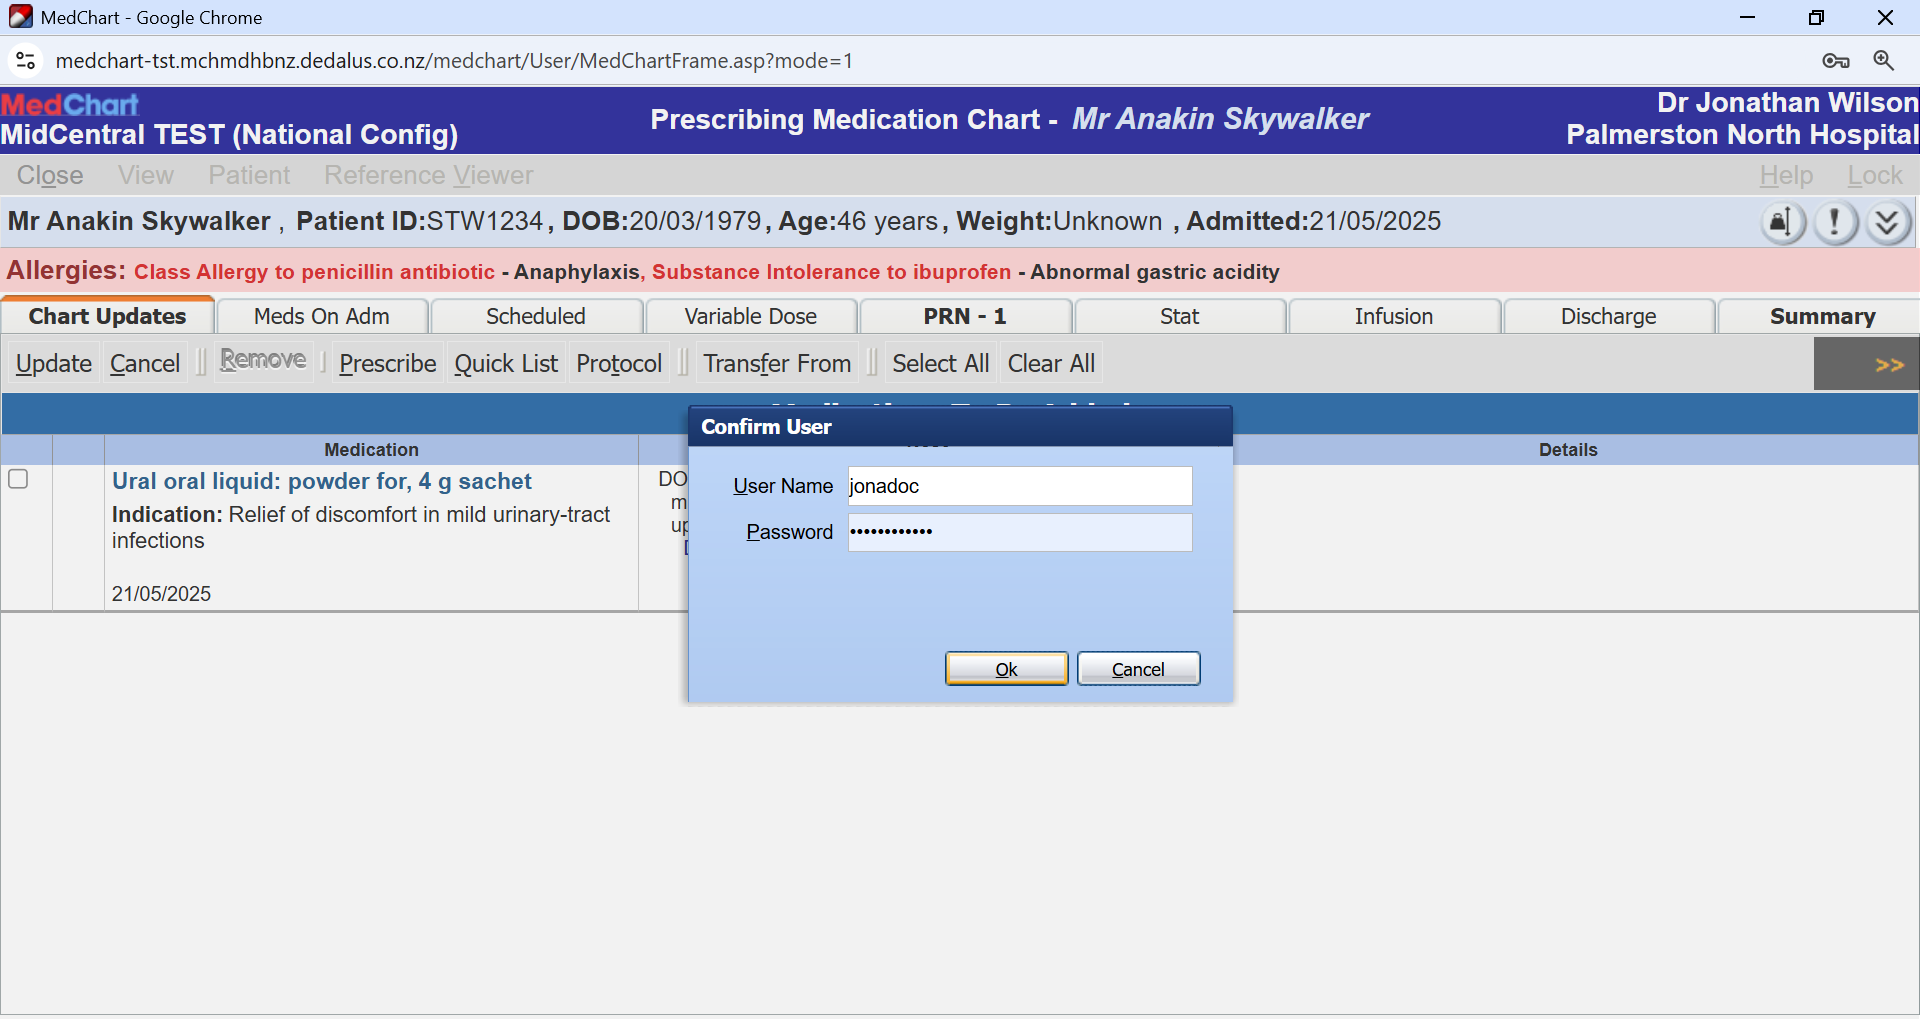 MedChart - Google Chrome
medchart-tst.mchmdhbnz.dedalus.co.nz/medchart/User/MedChartFrame.asp?mode=1
MedChart
MidCentral TEST (National Config)
Prescribing Medication Chart - Mr Anakin Skywalker
Dr Jonathan Wilson
Palmerston North Hospital
Close View Patient Reference Viewer Help Lock
Mr Anakin Skywalker , Patient ID:STW1234, DOB:20/03/1979, Age:46 years, Weight:Unknown , Admitted:21/05/2025
Allergies: Class Allergy to penicillin antibiotic - Anaphylaxis, Substance Intolerance to ibuprofen - Abnormal gastric acidity
Chart Updates Meds On Adm Scheduled Variable Dose PRN - 1 Stat Infusion Discharge Summary
Update Cancel Remove Prescribe Quick List Protocol Transfer From Select All Clear All >>
Medication Details
Ural oral liquid: powder for, 4 g sachet
Indication: Relief of discomfort in mild urinary-tract
infections
21/05/2025
DO
m
up
Confirm User
User Name jonadoc
Password ••••••••••••
Ok Cancel